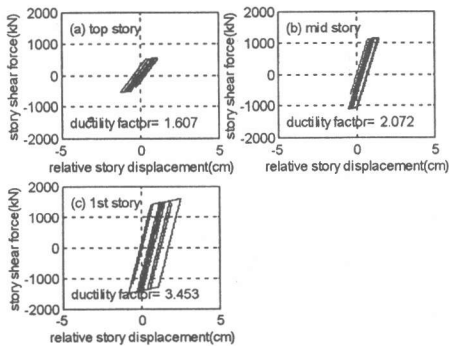 2000
(a) top story
1000
0
-1000
ductility factor= 1.607
-2000
-5
0
5
story shear force(kN)
relative story displacement(cm)
2000
(b) mid story
1000
0
-1000
ductility factor= 2.072
-2000
-5
0
5
story shear force(kN)
relative story displacement(cm)
2000
(c) 1st story
1000
0
-1000
ductility factor= 3.453
-2000
-5
0
5
story shear force(kN)
relative story displacement(cm)